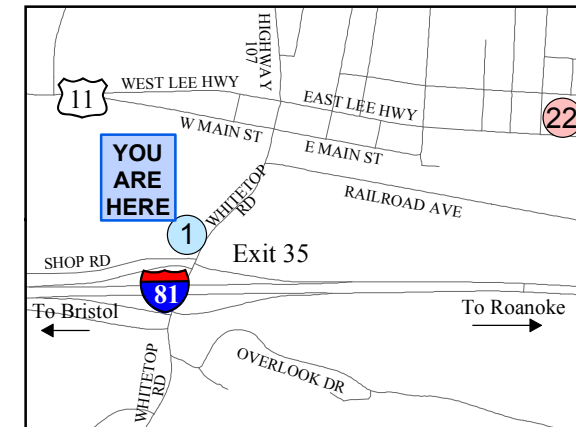 HIGHWAY
107
WEST LEE HWY
11
EAST LEE HWY
22
W MAIN ST
E MAIN ST
YOU
ARE
HERE
WHITETOP
RD
RAILROAD AVE
1
Exit 35
SHOP RD
81
To Bristol
To Roanoke
OVERLOOK DR
WHITETOP
RD